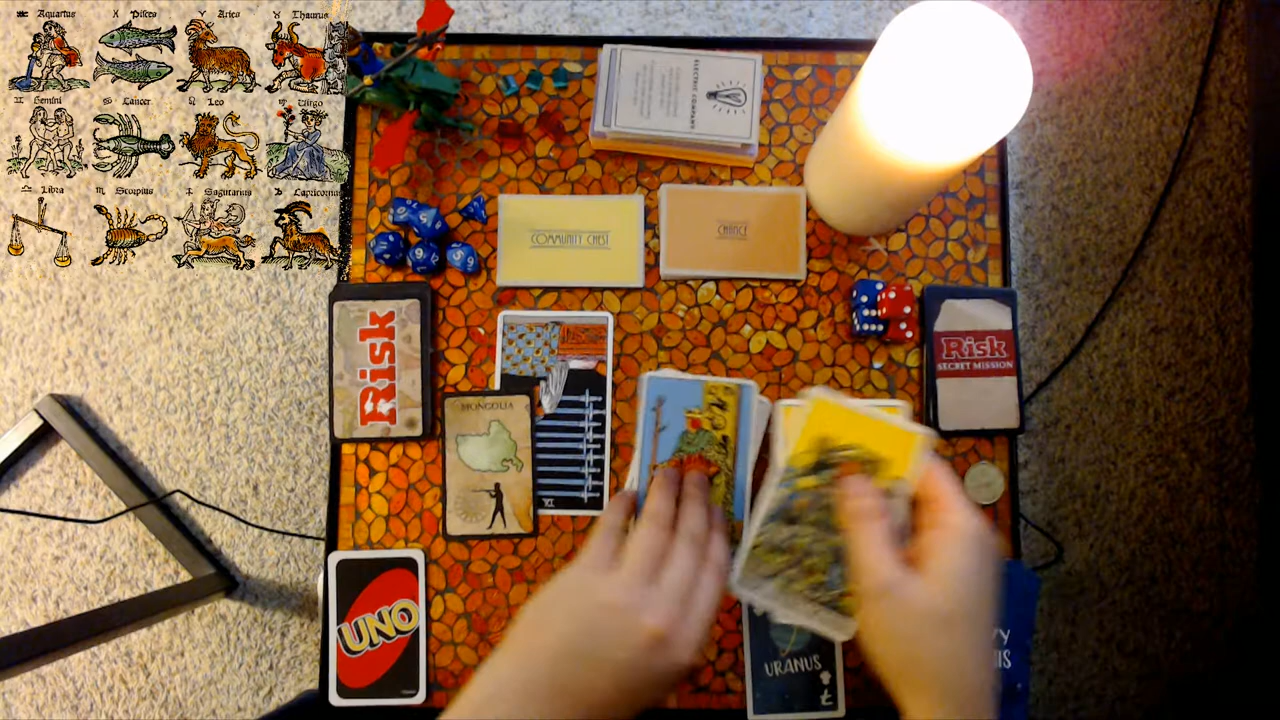 Aquarius
Pisces
Aries
Thaurus
Gemini
Cancer
Leo
Virgo
Libra
Scorpius
Sagittarius
Capricornus
ELECTRIC COMPANY
COMMUNITY CHEST
CHANCE
Risk
Risk
SECRET MISSION
MONGOLIA
UNO
URANUS